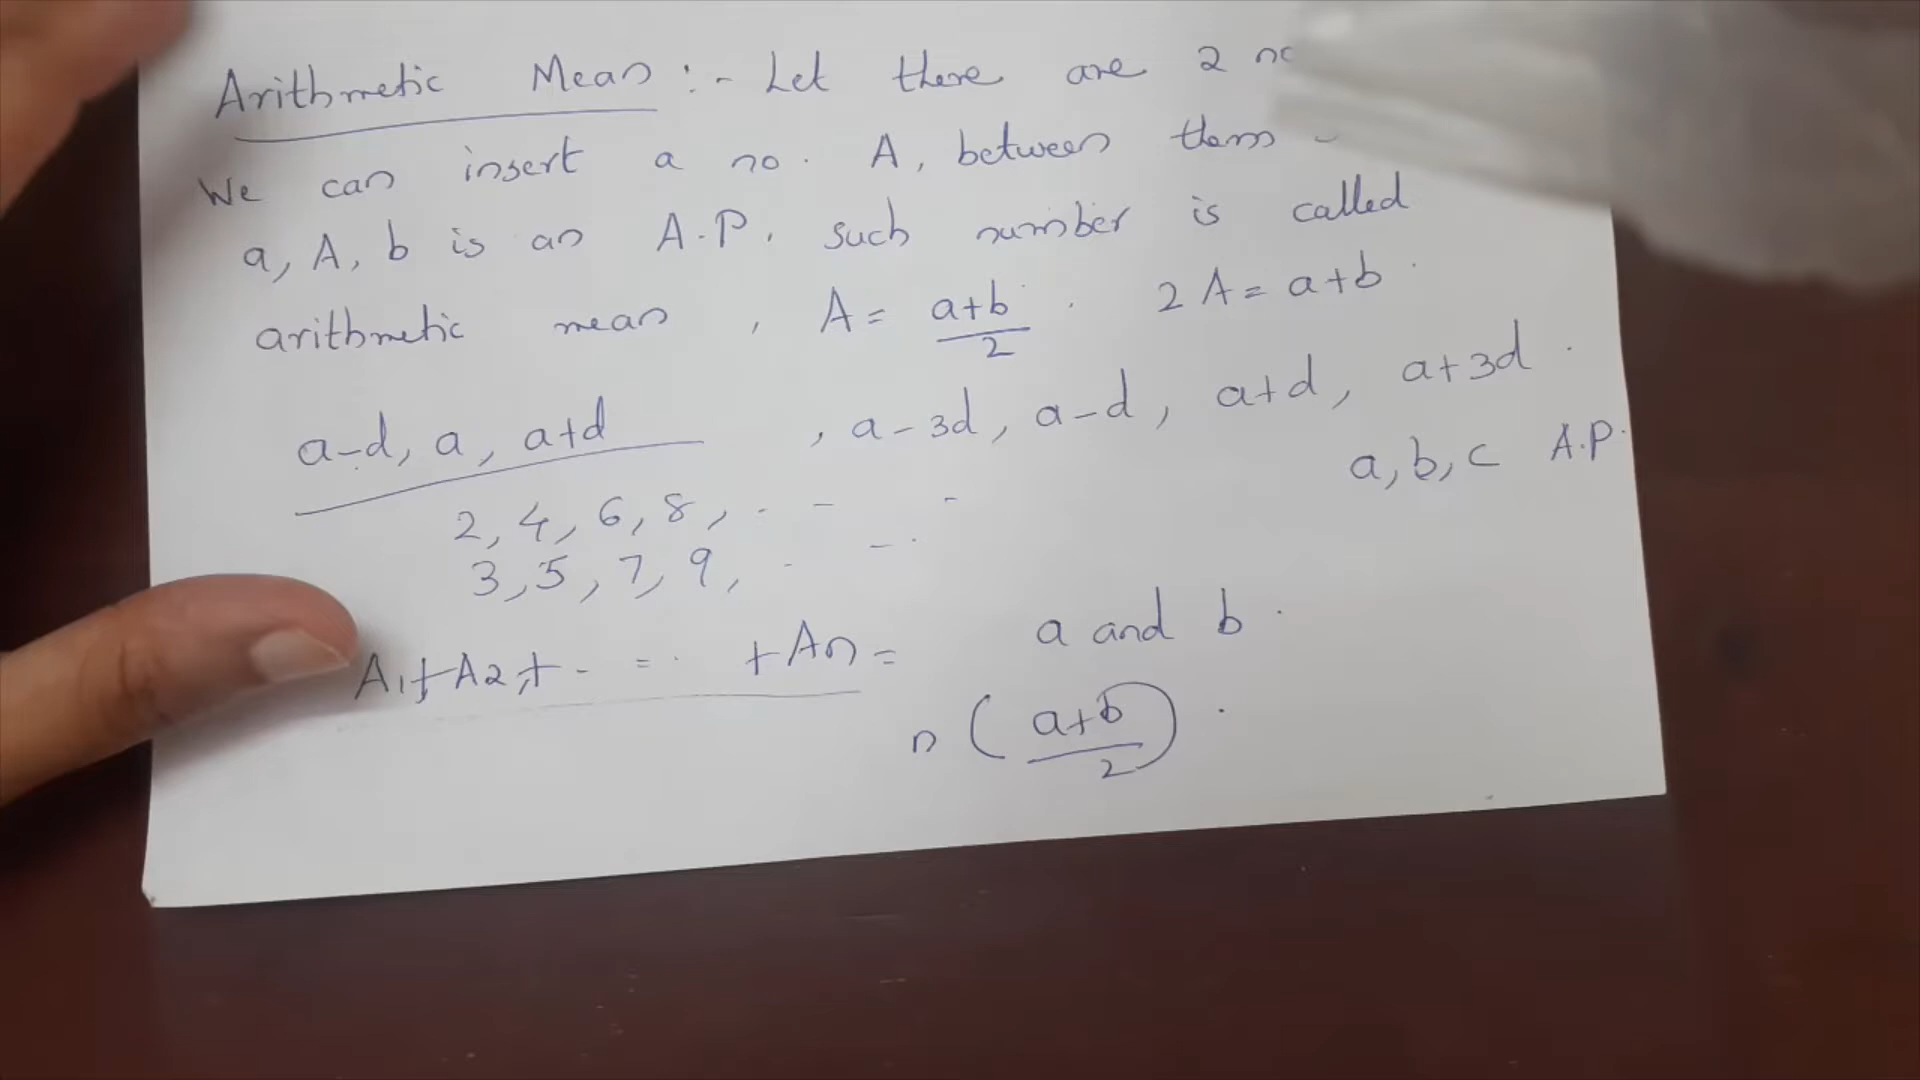 Arithmetic Mean :- Let there are 2
We can insert a no. A, between them -
a, A, b is an A.P. such number is called
arithmetic mean, A = a+b/2 . 2A = a+b .
a-d, a, a+d , a-3d, a-d, a+d, a+3d .
a, b, c A.P.
2, 4, 6, 8, . - -
3, 5, 7, 9, - - .
a and b .
A1+A2+ - = . +An =
n (a+b/2) .